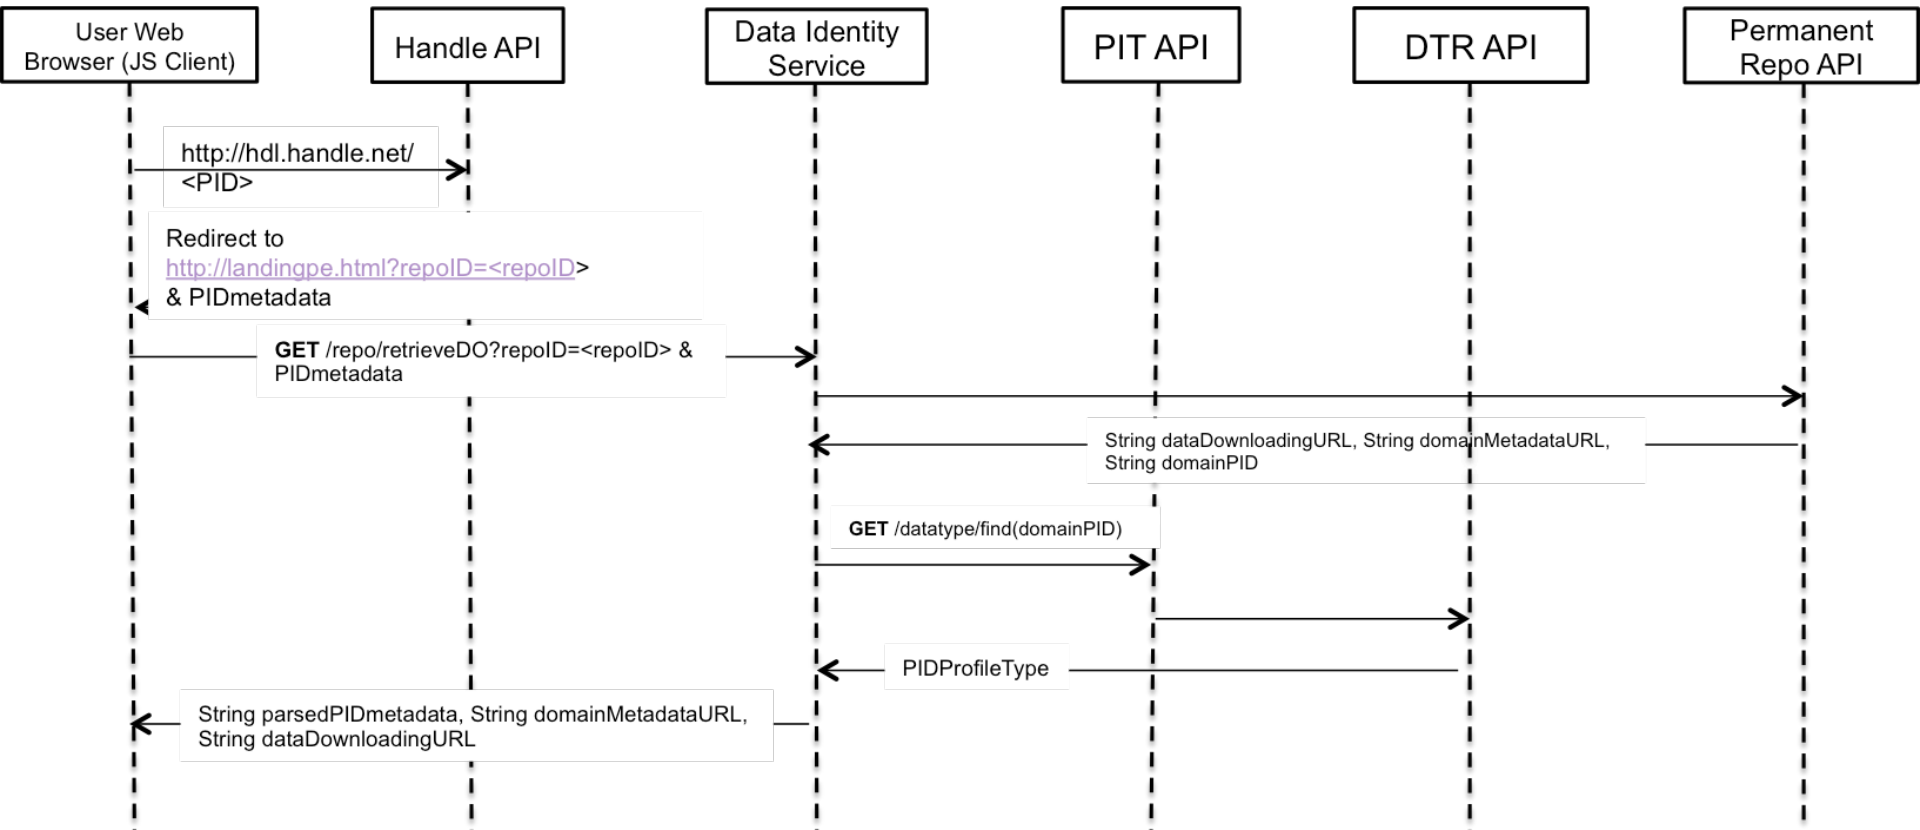 User Web
Browser (JS Client)
Handle API
Data Identity
Service
PIT API
DTR API
Permanent
Repo API
http://hdl.handle.net/
<PID>
Redirect to
http://landingpe.html?repoID=<repoID>
& PIDmetadata
GET /repo/retrieveDO?repoID=<repoID> &
PIDmetadata
String dataDownloadingURL, String domainMetadataURL,
String domainPID
GET /datatype/find(domainPID)
PIDProfileType
String parsedPIDmetadata, String domainMetadataURL,
String dataDownloadingURL